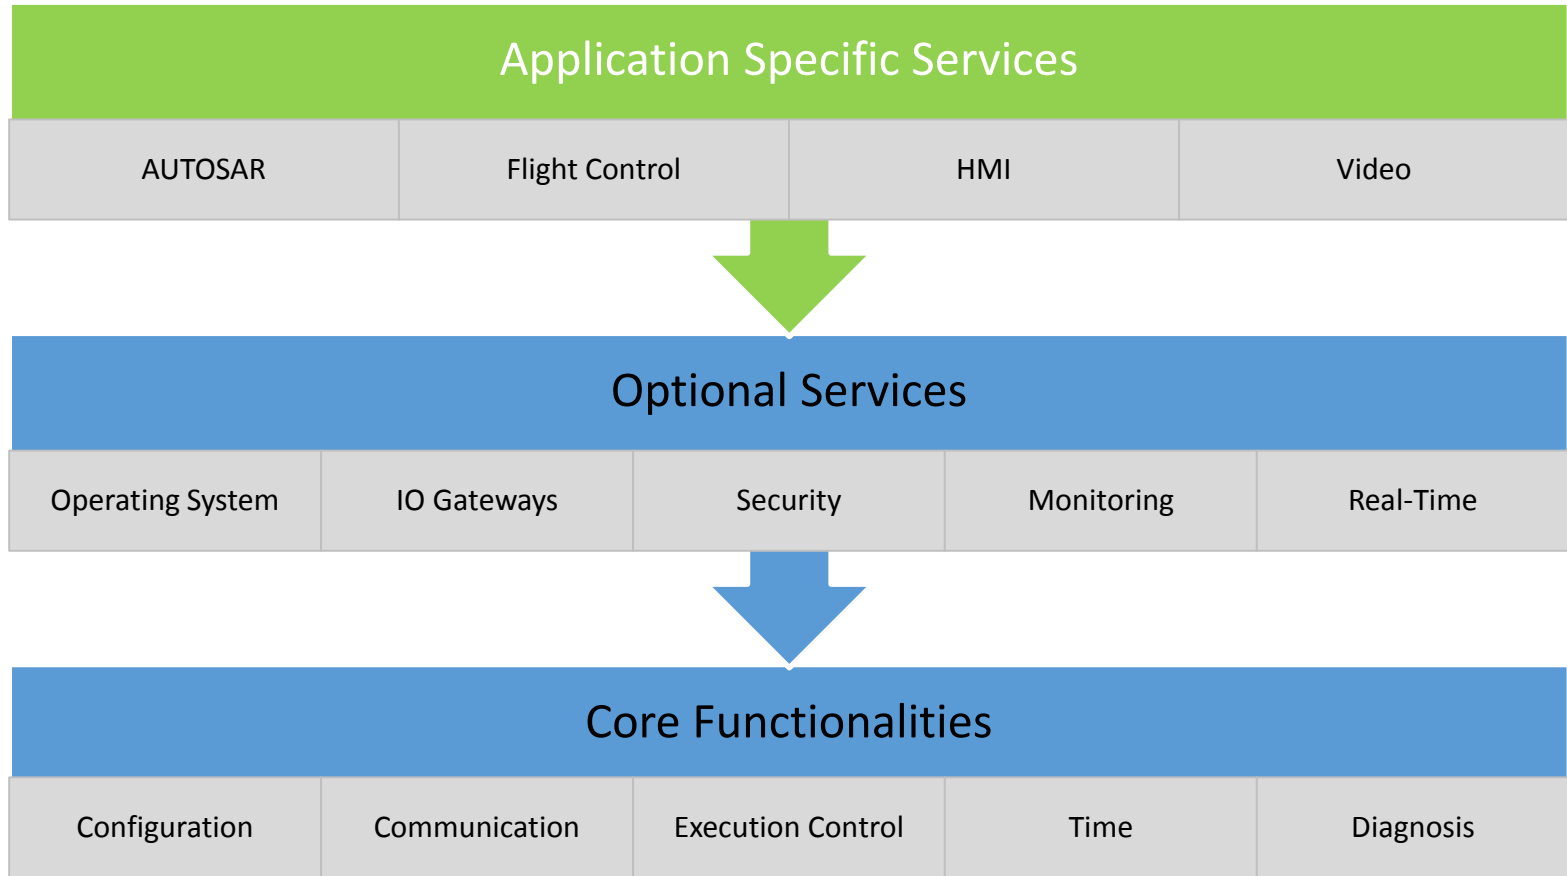 Application Specific Services
AUTOSAR Flight Control HMI Video
Optional Services
Operating System IO Gateways Security Monitoring Real-Time
Core Functionalities
Configuration Communication Execution Control Time Diagnosis